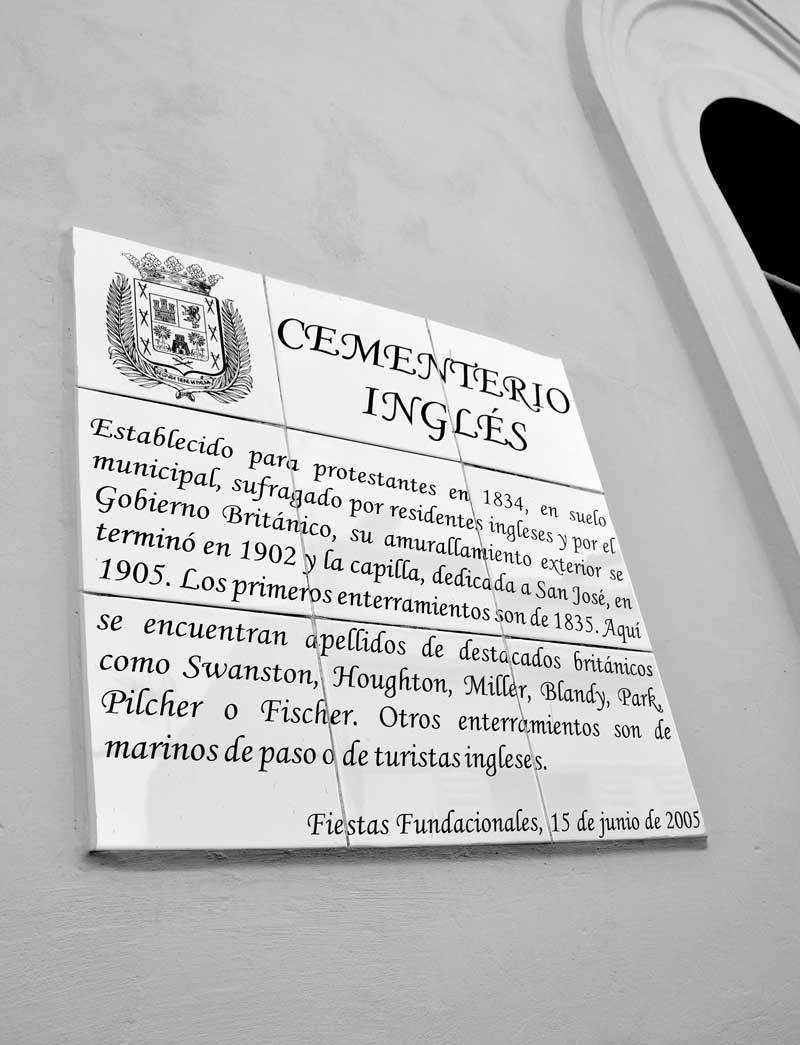 CEMENTERIO
INGLÉS
Establecido para protestantes en 1834, en suelo
municipal, sufragado por residentes ingleses y por el
Gobierno Británico, su amurallamiento exterior se
terminó en 1902 y la capilla, dedicada a San José, en
1905. Los primeros enterramientos son de 1835. Aquí
se encuentran apellidos de destacados británicos
como Swanston, Houghton, Miller, Blandy, Park,
Pilcher o Fischer. Otros enterramientos son de
marinos de paso o de turistas ingleses.
Fiestas Fundacionales, 15 de junio de 2005